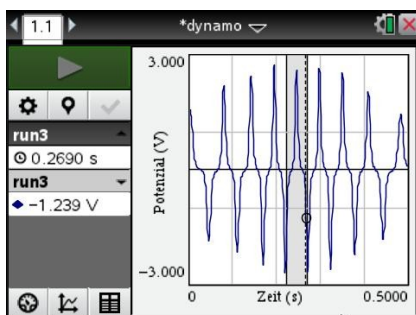 1.1
*dynamo
run3
0.2690 s
run3
-1.239 V
3.000
Potenzial (V)
-3.000
0
Zeit (s)
0.5000